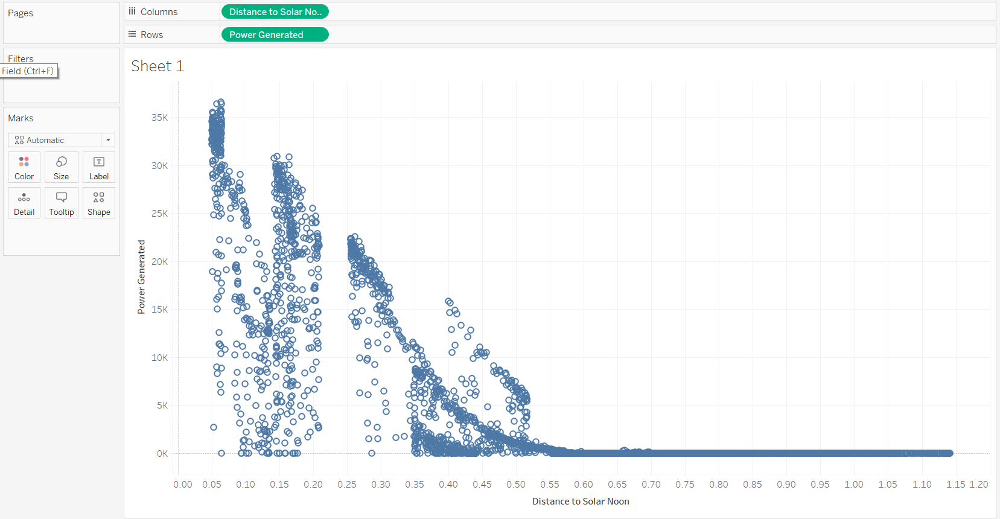 Pages
Columns
Distance to Solar No..
Rows
Power Generated
Filters
Field (Ctrl+F)
Marks
Automatic
Color
Size
Label
Detail
Tooltip
Shape
Sheet 1
35K
30K
25K
20K
15K
10K
5K
0K
Power Generated
0.00 0.05 0.10 0.15 0.20 0.25 0.30 0.35 0.40 0.45 0.50 0.55 0.60 0.65 0.70 0.75 0.80 0.85 0.90 0.95 1.00 1.05 1.10 1.15 1.20
Distance to Solar Noon